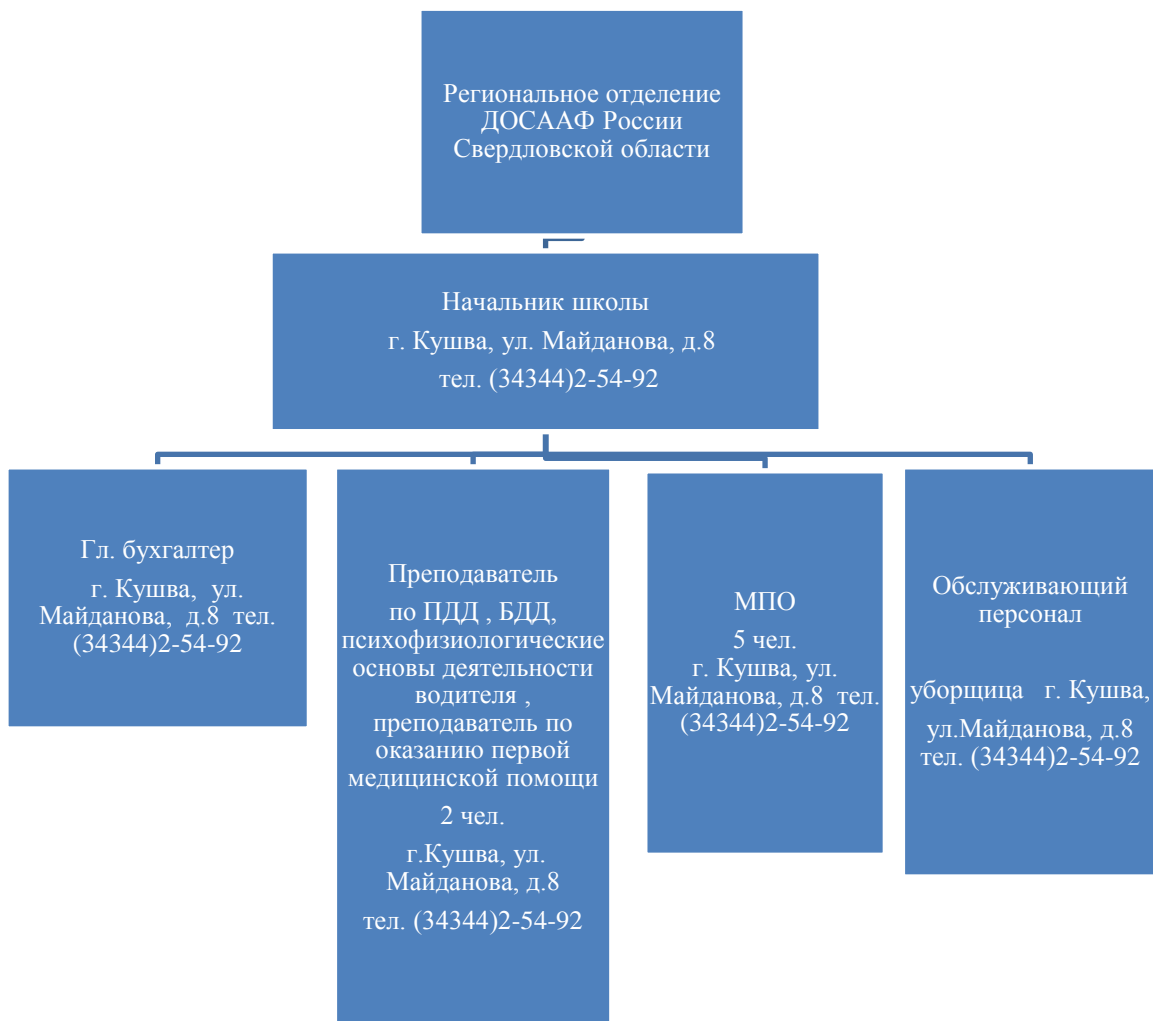 Региональное отделение
ДОСААФ России
Свердловской области
Начальник школы
г. Кушва, ул. Майданова, д.8
тел. (34344)2-54-92
Гл. бухгалтер
г. Кушва, ул.
Майданова, д.8 тел.
(34344)2-54-92
Преподаватель
по ПДД , БДД,
психофизиологические
основы деятельности
водителя ,
преподаватель по
оказанию первой
медицинской помощи
2 чел.
г.Кушва, ул.
Майданова, д.8
тел. (34344)2-54-92
МПО
5 чел.
г. Кушва, ул.
Майданова, д.8 тел.
(34344)2-54-92
Обслуживающий
персонал
уборщица г. Кушва,
ул.Майданова, д.8
тел. (34344)2-54-92